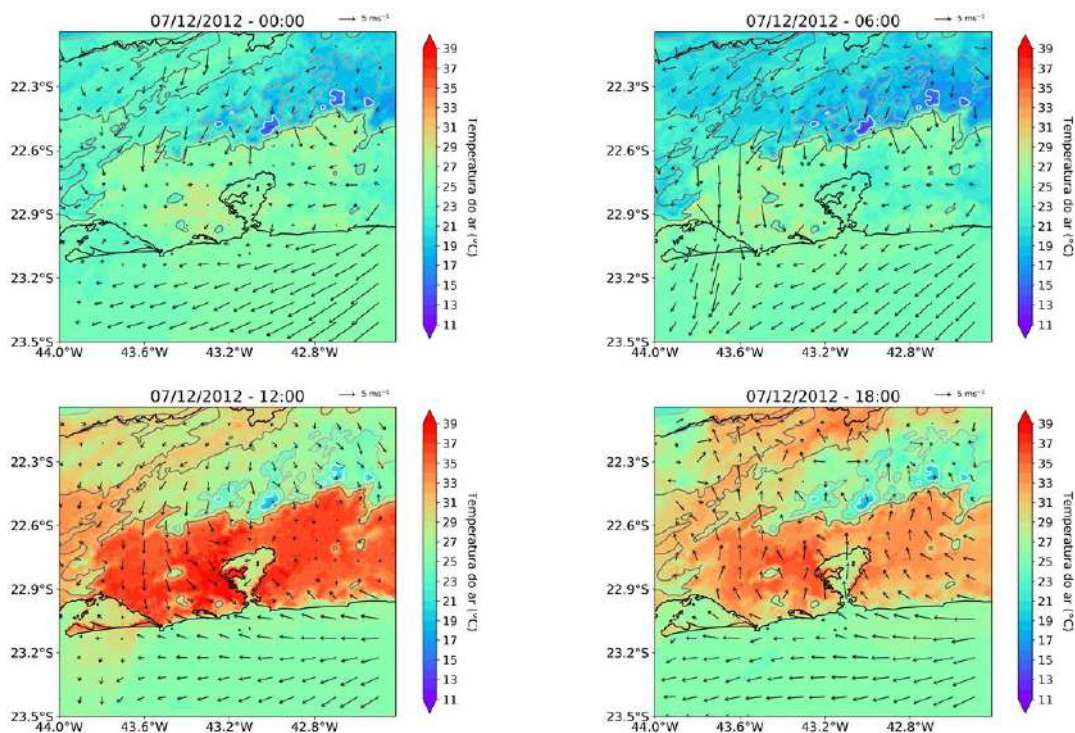 07/12/2012 - 00:00
5 ms⁻¹
22.3°S
22.6°S
22.9°S
23.2°S
23.5°S
44.0°W 43.6°W 43.2°W 42.8°W
39
37
35
33
31
29
27
25
23
21
19
17
15
13
11
Temperatura do ar (°C)
07/12/2012 - 06:00
5 ms⁻¹
22.3°S
22.6°S
22.9°S
23.2°S
23.5°S
44.0°W 43.6°W 43.2°W 42.8°W
39
37
35
33
31
29
27
25
23
21
19
17
15
13
11
Temperatura do ar (°C)
07/12/2012 - 12:00
5 ms⁻¹
22.3°S
22.6°S
22.9°S
23.2°S
23.5°S
44.0°W 43.6°W 43.2°W 42.8°W
39
37
35
33
31
29
27
25
23
21
19
17
15
13
11
Temperatura do ar (°C)
07/12/2012 - 18:00
5 ms⁻¹
22.3°S
22.6°S
22.9°S
23.2°S
23.5°S
44.0°W 43.6°W 43.2°W 42.8°W
39
37
35
33
31
29
27
25
23
21
19
17
15
13
11
Temperatura do ar (°C)